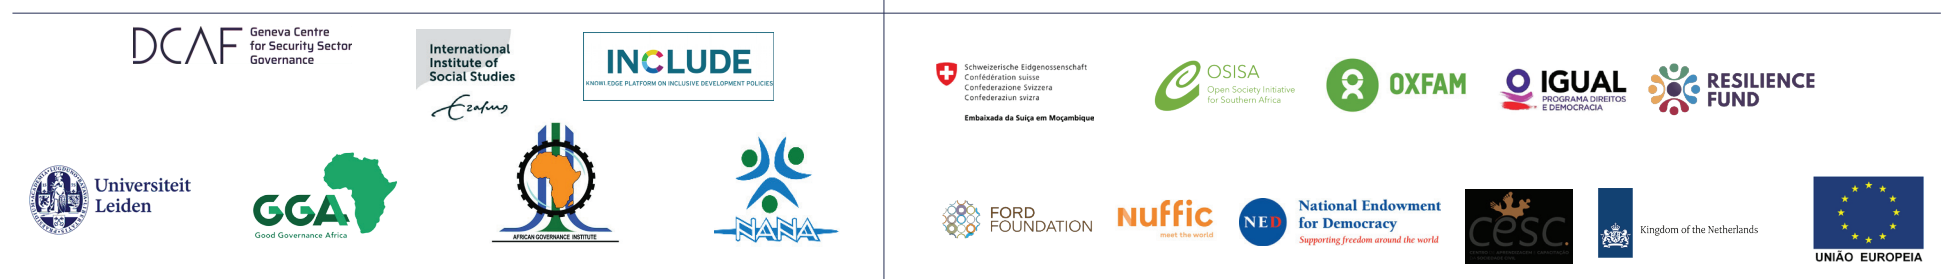 DCAF
Geneva Centre
for Security Sector
Governance
International
Institute of
Social Studies
Erasmus
INCLUDE
KNOWLEDGE PLATFORM ON INCLUSIVE DEVELOPMENT POLICIES
Universiteit
Leiden
GGA
Good Governance Africa
AFRICAN GOVERNANCE INSTITUTE
NANA
Schweizerische Eidgenossenschaft
Confédération suisse
Confederazione Svizzera
Confederaziun svizra
Embaixada da Suíça em Moçambique
OSISA
Open Society Initiative
for Southern Africa
OXFAM
IGUAL
PROGRAMA DIREITOS
E DEMOCRACIA
RESILIENCE
FUND
FORD
FOUNDATION
nuffic
meet the world
NED
National Endowment
for Democracy
Supporting freedom around the world
cesc.
Kingdom of the Netherlands
UNIÃO EUROPEIA